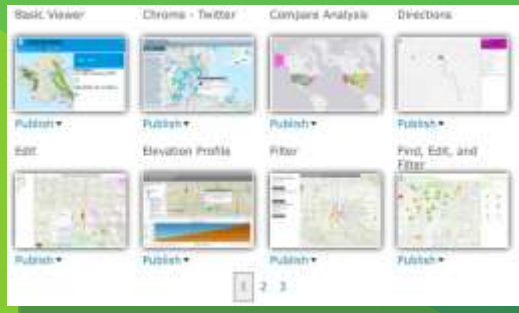 Basic Viewer
Chrome - Twitter
Compare Analysis
Directions
Publish
Publish
Publish
Publish
Edit
Elevation Profile
Filter
Find, Edit, and
Filter
Publish
Publish
Publish
Publish
1 2 3